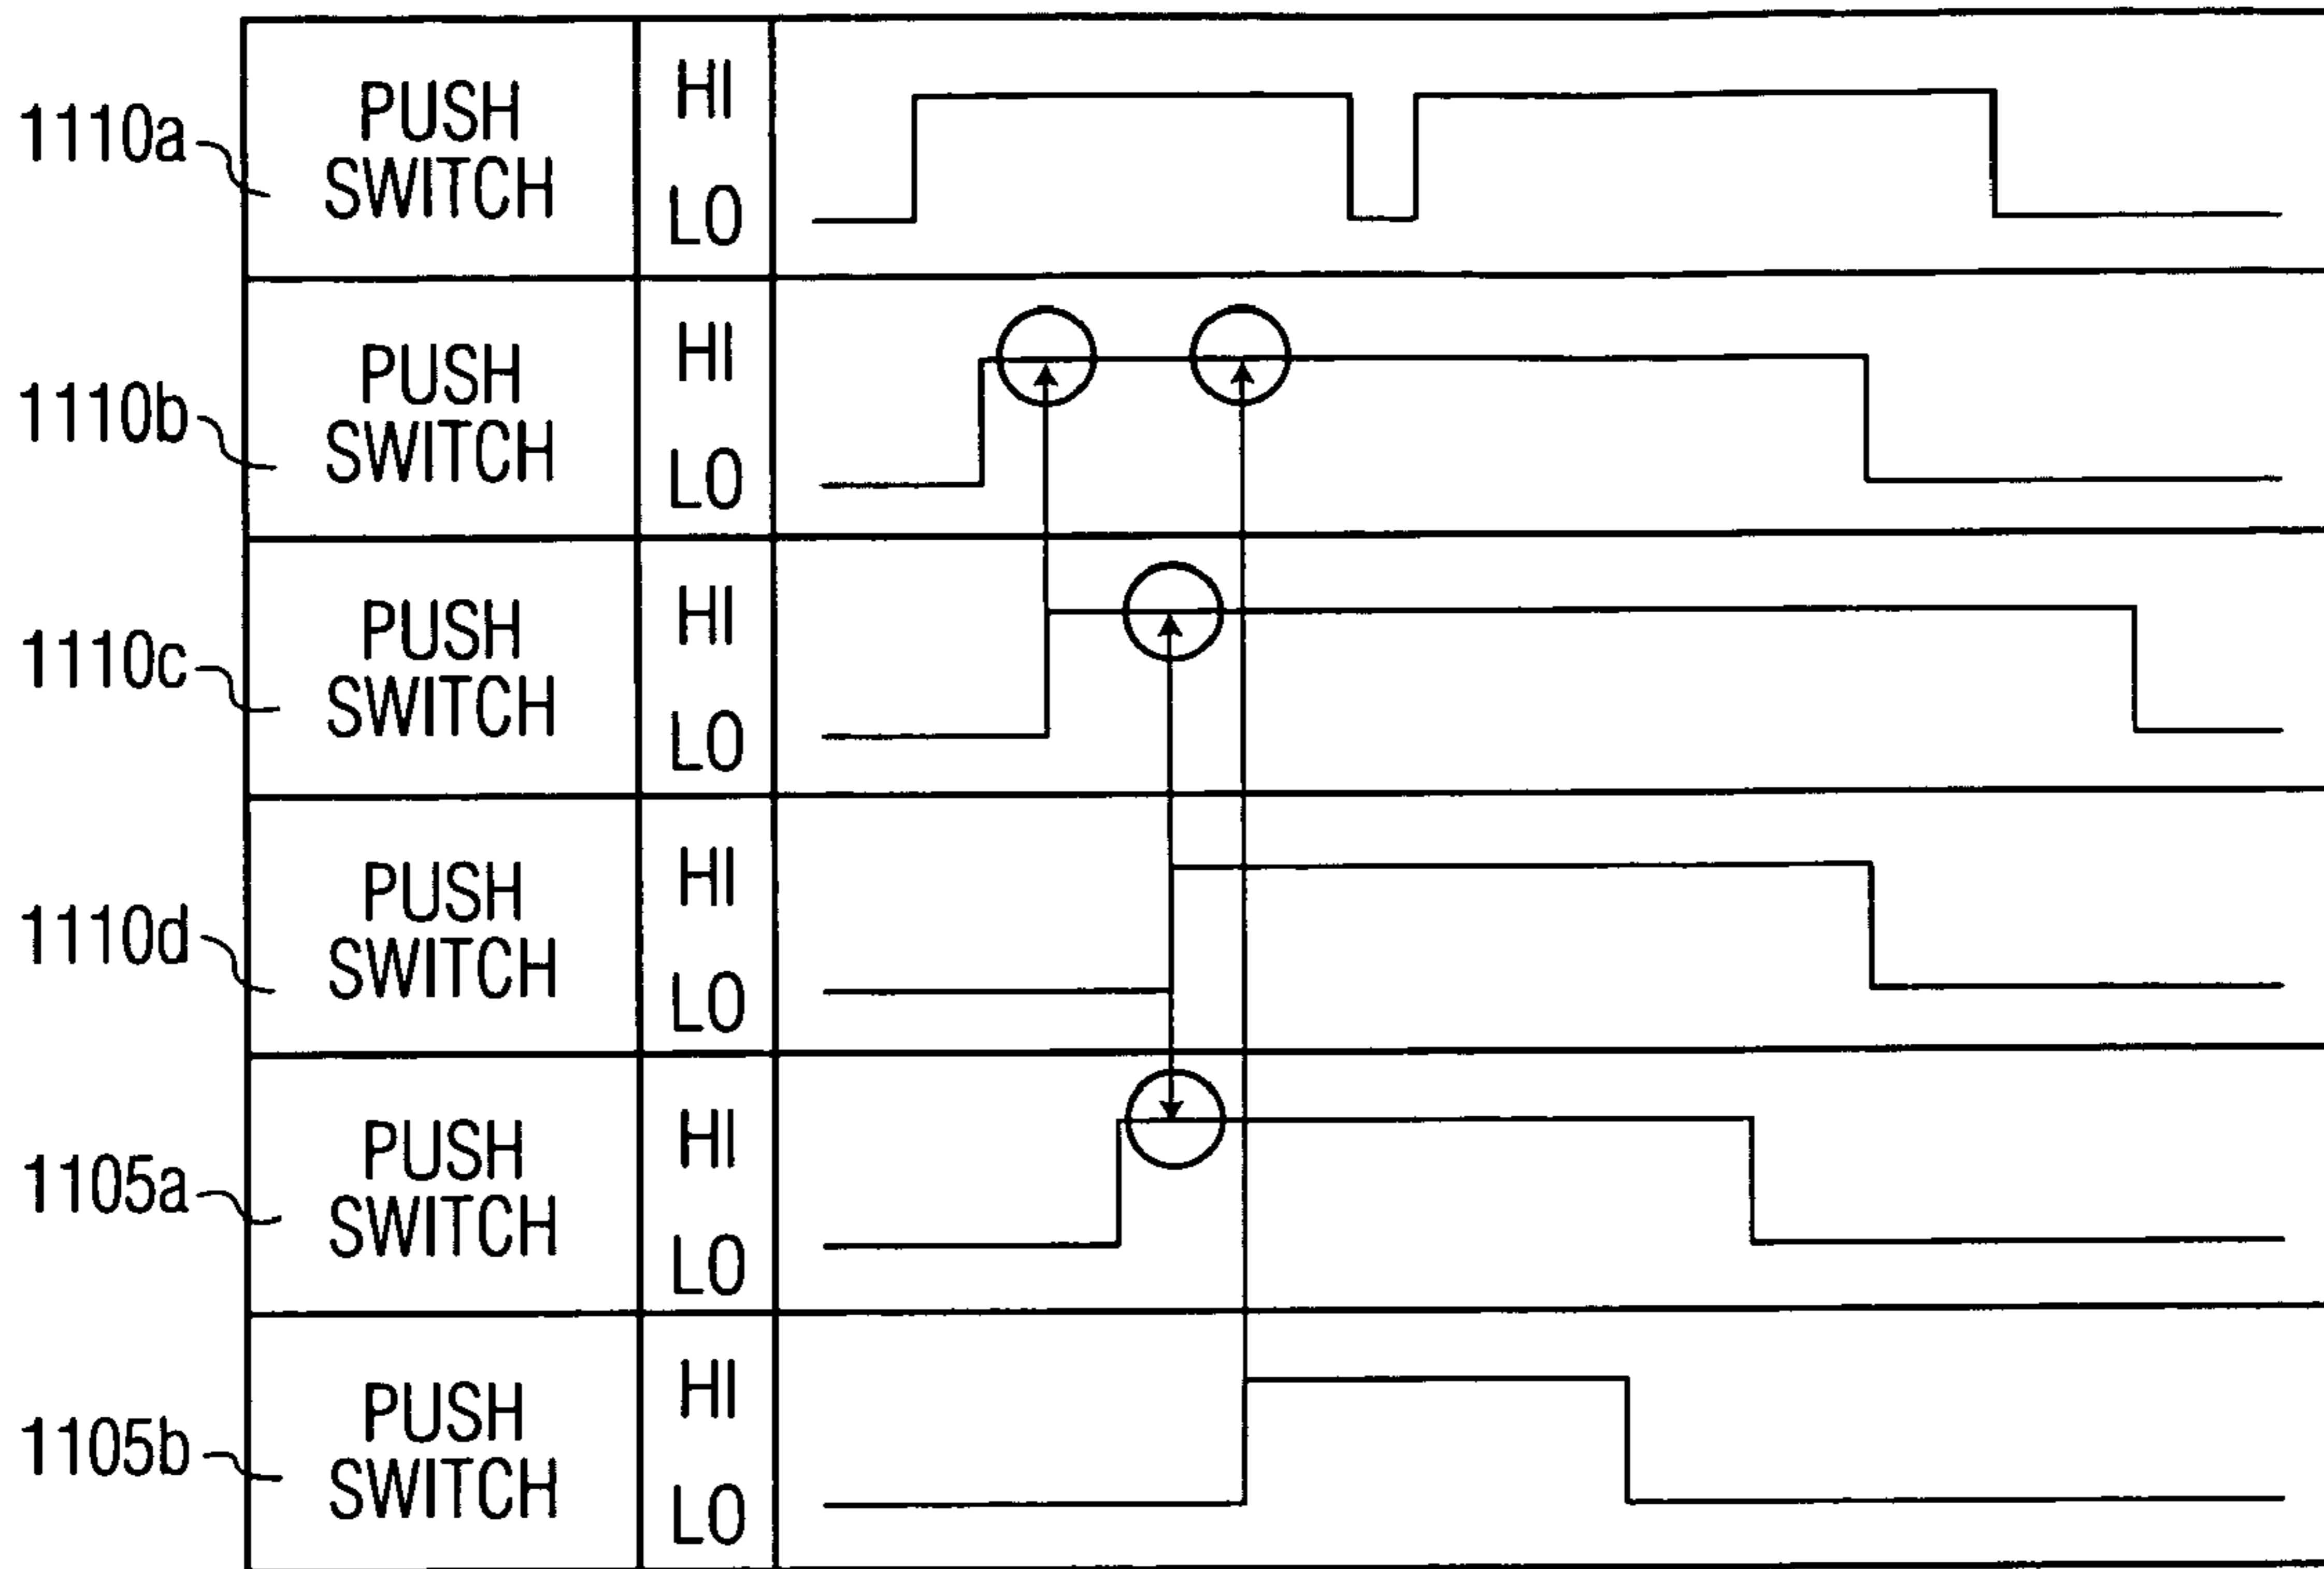 1110a
PUSH
SWITCH
HI
LO
1110b
PUSH
SWITCH
HI
LO
1110c
PUSH
SWITCH
HI
LO
1110d
PUSH
SWITCH
HI
LO
1105a
PUSH
SWITCH
HI
LO
1105b
PUSH
SWITCH
HI
LO